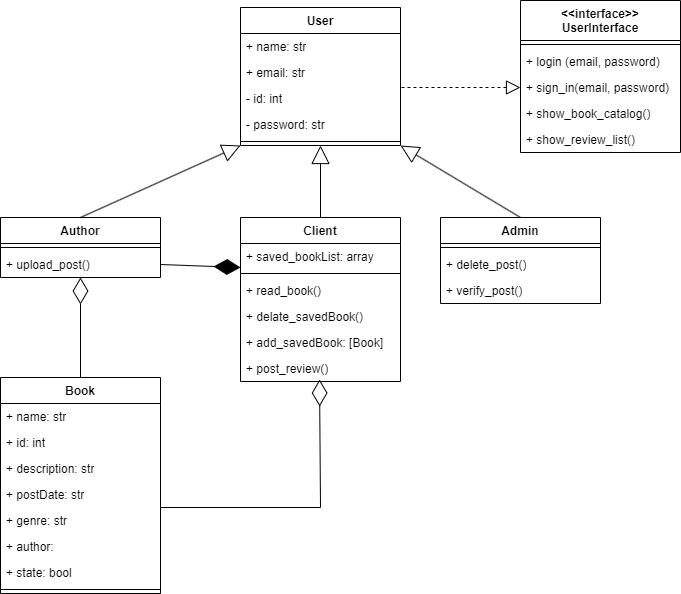 User
+ name: str
+ email: str
- id: int
- password: str
<<interface>>
UserInterface
+ login (email, password)
+ sign_in(email, password)
+ show_book_catalog()
+ show_review_list()
Author
+ upload_post()
Client
+ saved_bookList: array
+ read_book()
+ delate_savedBook()
+ add_savedBook: [Book]
+ post_review()
Admin
+ delete_post()
+ verify_post()
Book
+ name: str
+ id: int
+ description: str
+ postDate: str
+ genre: str
+ author:
+ state: bool